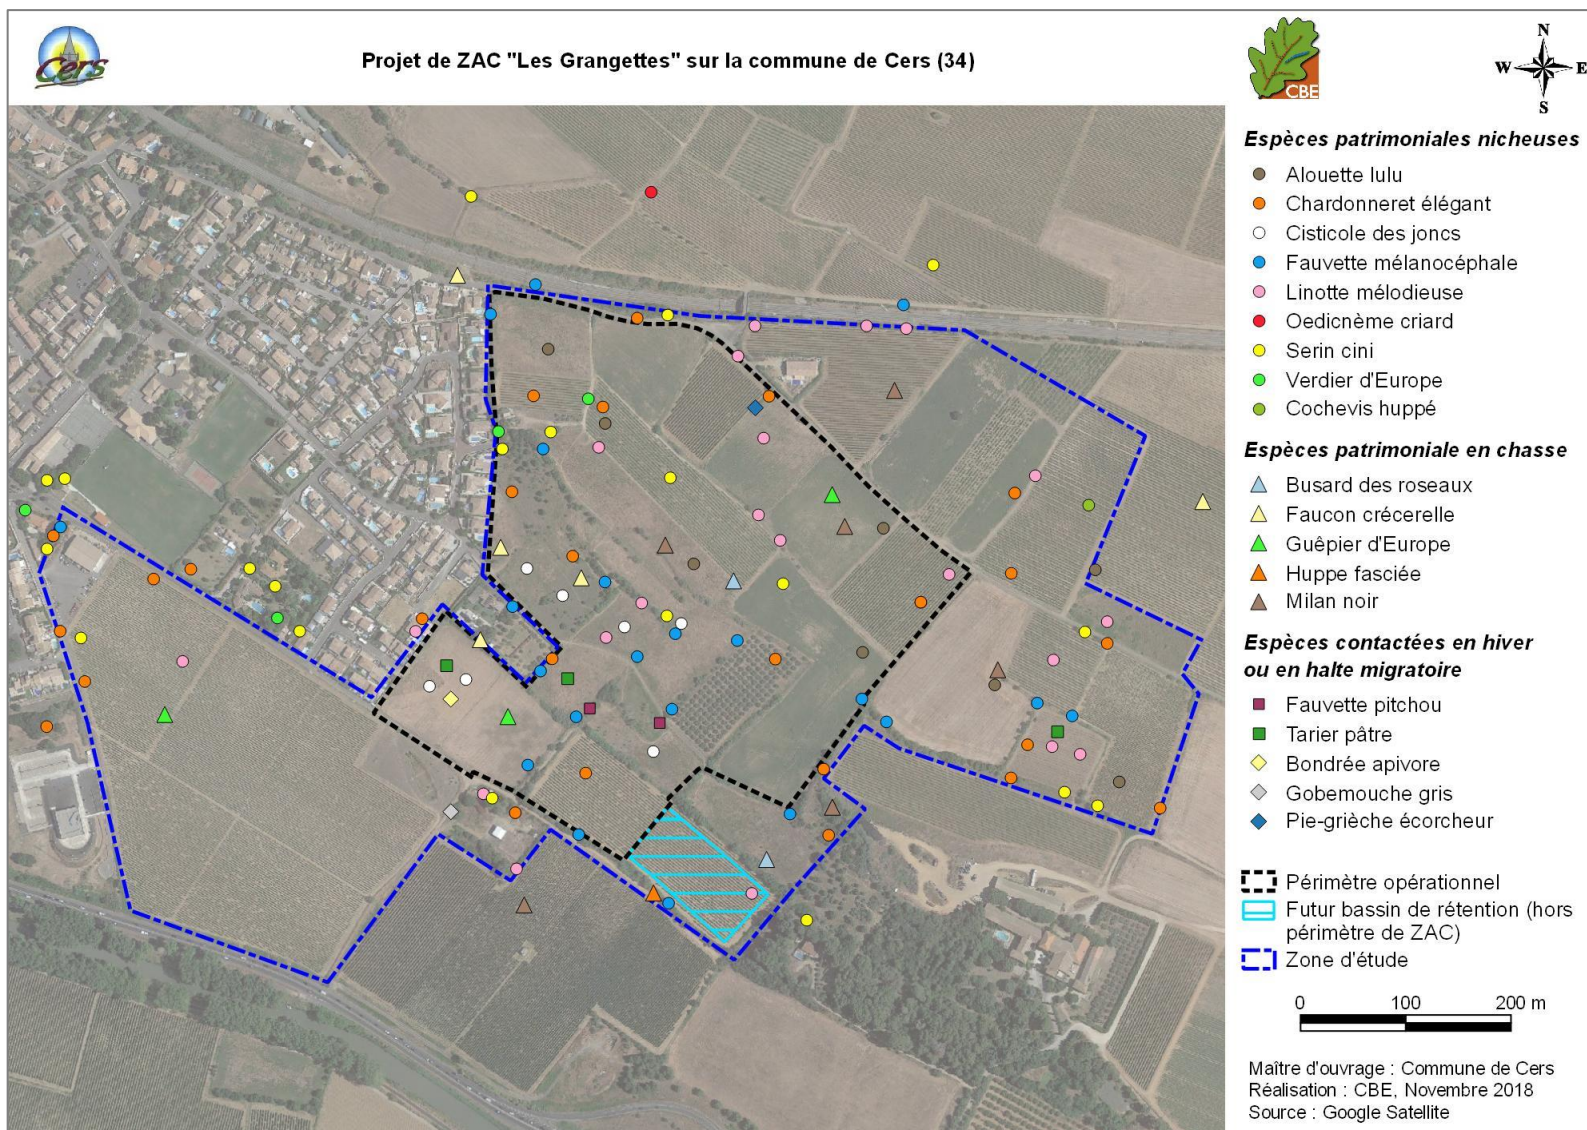 Cers
Projet de ZAC "Les Grangettes" sur la commune de Cers (34)
CBE
N
W E
S
Espèces patrimoniales nicheuses
Alouette lulu
Chardonneret élégant
Cisticole des joncs
Fauvette mélanocéphale
Linotte mélodieuse
Oedicnème criard
Serin cini
Verdier d'Europe
Cochevis huppé
Espèces patrimoniale en chasse
Busard des roseaux
Faucon crécerelle
Guêpier d'Europe
Huppe fasciée
Milan noir
Espèces contactées en hiver
ou en halte migratoire
Fauvette pitchou
Tarier pâtre
Bondrée apivore
Gobemouche gris
Pie-grièche écorcheur
Périmètre opérationnel
Futur bassin de rétention (hors
périmètre de ZAC)
Zone d'étude
0 100 200 m
Maître d'ouvrage : Commune de Cers
Réalisation : CBE, Novembre 2018
Source : Google Satellite